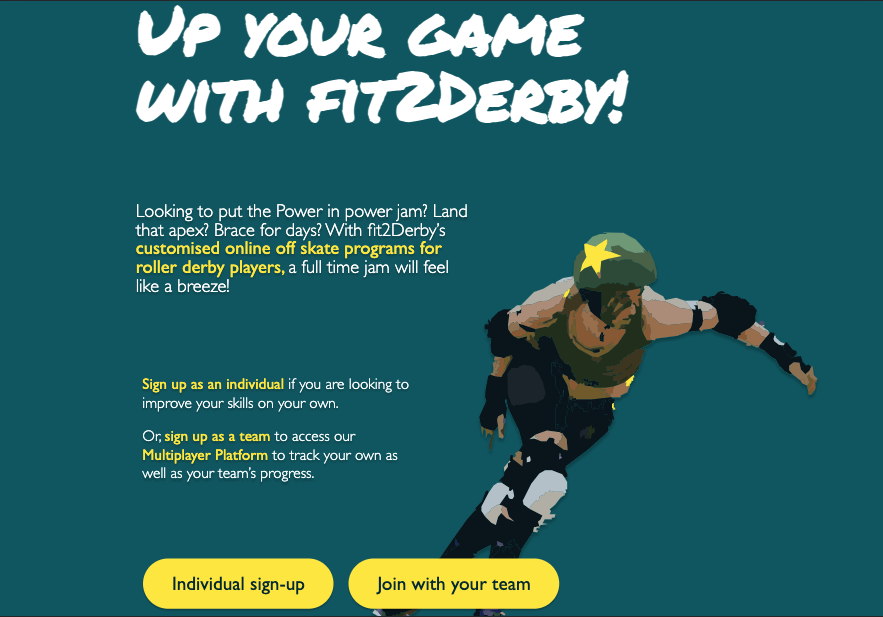 Up your game
with fit2Derby!
Looking to put the Power in power jam? Land
that apex? Brace for days? With fit2Derby's
customised online off skate programs for
roller derby players, a full time jam will feel
like a breeze!
Sign up as an individual if you are looking to
improve your skills on your own.
Or, sign up as a team to access our
Multiplayer Platform to track your own as
well as your team's progress.
Individual sign-up
Join with your team